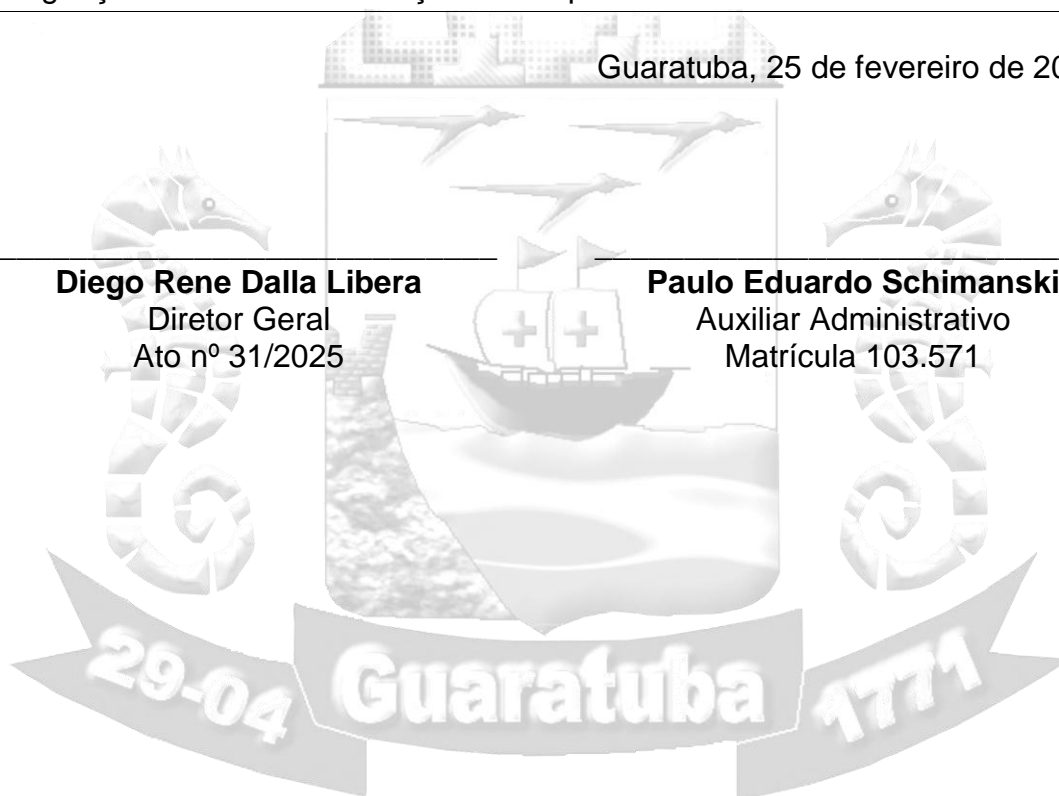 Guaratuba, 25 de fevereiro de 20
Diego Rene Dalla Libera
Diretor Geral
Ato nº 31/2025
Paulo Eduardo Schimanski
Auxiliar Administrativo
Matrícula 103.571
29-04 Guaratuba 1771